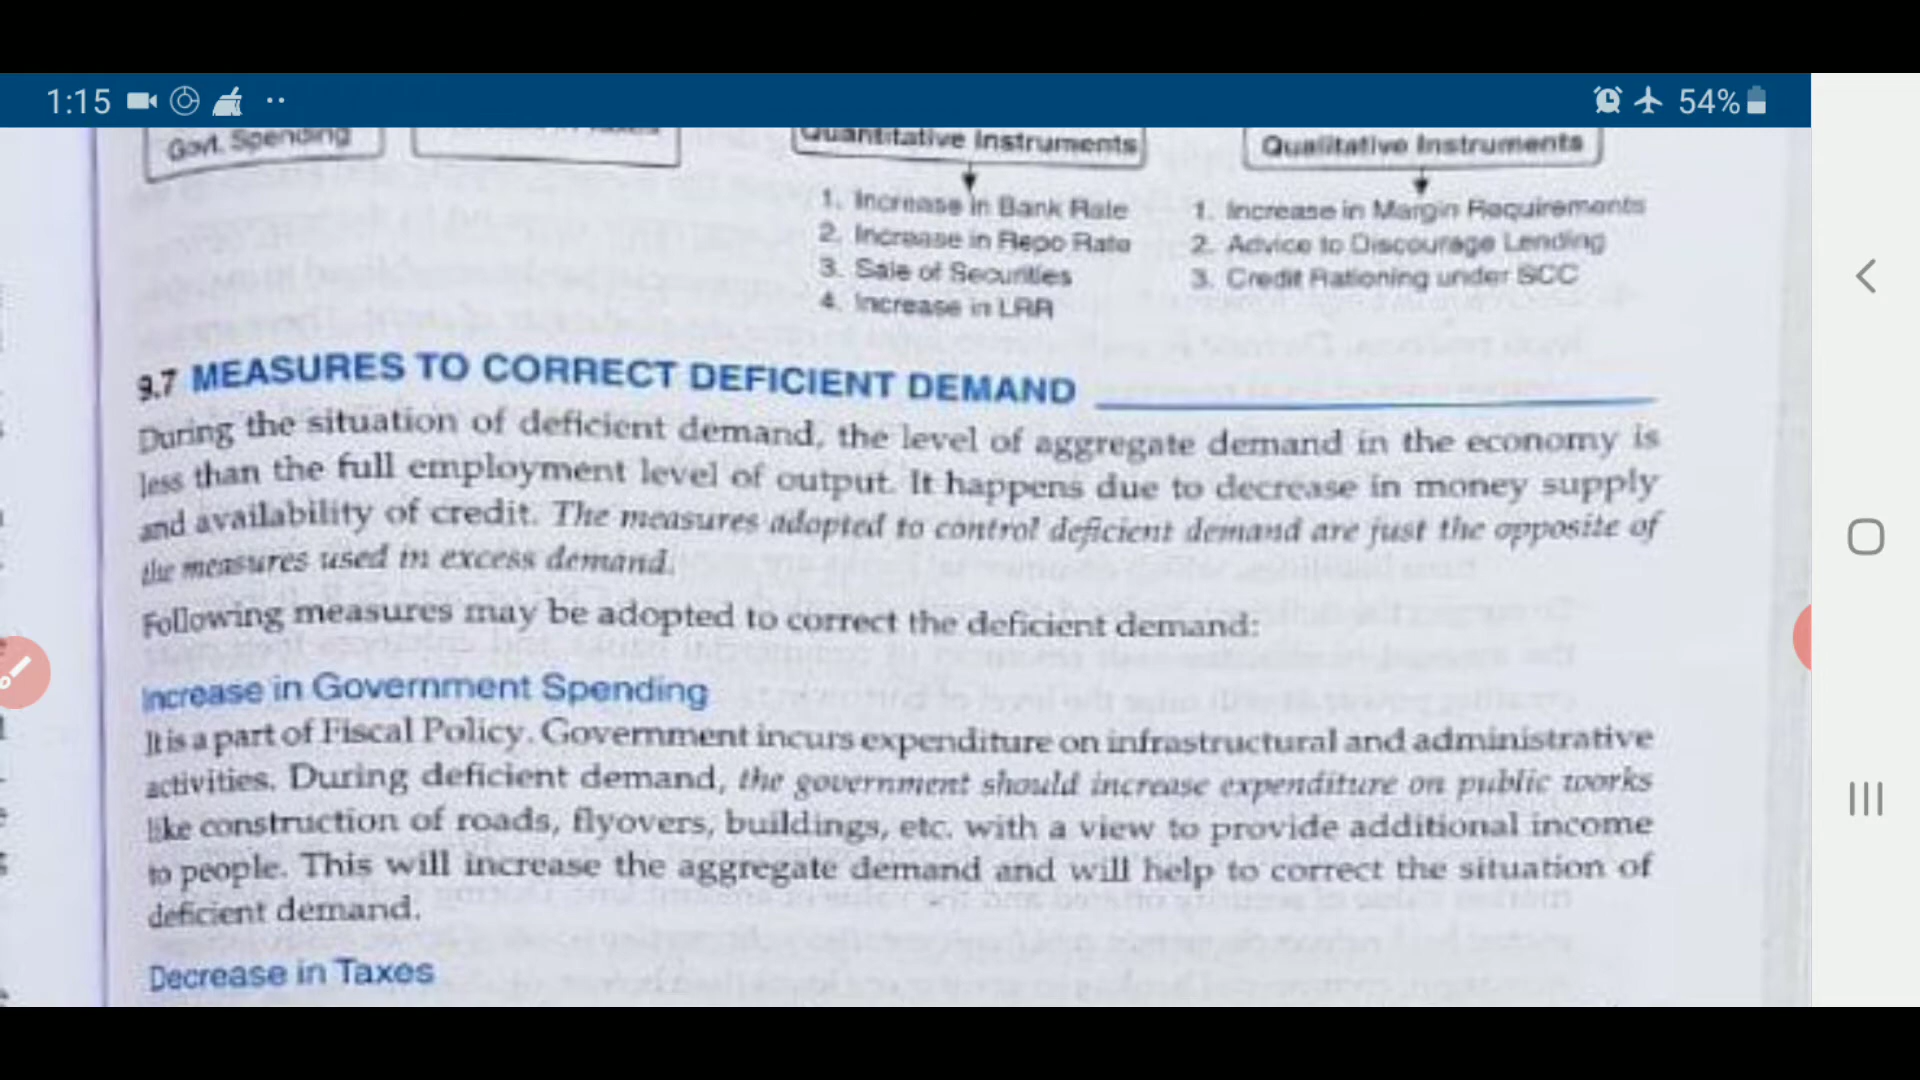 1:15
54%
Govt. Spending
Quantitative Instruments
Qualitative Instruments
1. Increase in Bank Rate
2. Increase in Repo Rate
3. Sale of Securities
4. Increase in LRR
1. Increase in Margin Requirements
2. Advice to Discourage Lending
3. Credit Rationing under SCC
9.7 MEASURES TO CORRECT DEFICIENT DEMAND
During the situation of deficient demand, the level of aggregate demand in the economy is
less than the full employment level of output. It happens due to decrease in money supply
and availability of credit. The measures adopted to control deficient demand are just the opposite of
the measures used in excess demand.
Following measures may be adopted to correct the deficient demand:
Increase in Government Spending
It is a part of Fiscal Policy. Government incurs expenditure on infrastructural and administrative
activities. During deficient demand, the government should increase expenditure on public works
like construction of roads, flyovers, buildings, etc. with a view to provide additional income
to people. This will increase the aggregate demand and will help to correct the situation of
deficient demand.
Decrease in Taxes